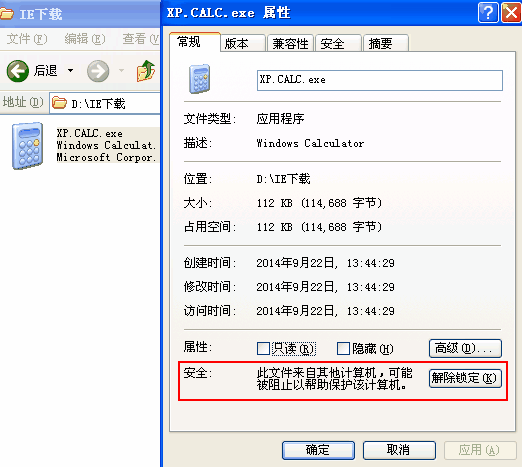 IE下载
文件(F) 编辑(E) 查看(V)
后退
地址(D) D:\IE下载
XP.CALC.exe
Windows Calculat.
Microsoft Corpor.
XP.CALC.exe 属性
常规 版本 兼容性 安全 摘要
XP.CALC.exe
文件类型: 应用程序
描述: Windows Calculator
位置: D:\IE下载
大小: 112 KB (114,688 字节)
占用空间: 112 KB (114,688 字节)
创建时间: 2014年9月22日, 13:44:29
修改时间: 2014年9月22日, 13:44:29
访问时间: 2014年9月22日, 13:44:29
属性: 只读(R) 隐藏(H) 高级(D)...
安全: 此文件来自其他计算机，可能
被阻止以帮助保护该计算机。 解除锁定(K)
确定 取消 应用(A)